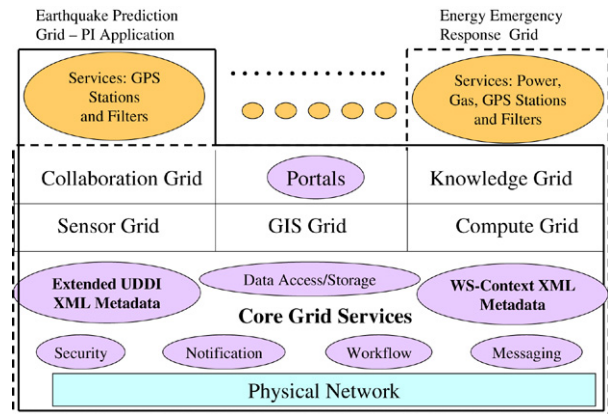 Earthquake Prediction
Grid – PI Application
Energy Emergency
Response Grid
Services: GPS
Stations
and Filters
Services: Power,
Gas, GPS Stations
and Filters
Collaboration Grid
Portals
Knowledge Grid
Sensor Grid
GIS Grid
Compute Grid
Extended UDDI
XML Metadata
Data Access/Storage
WS-Context XML
Metadata
Core Grid Services
Security
Notification
Workflow
Messaging
Physical Network